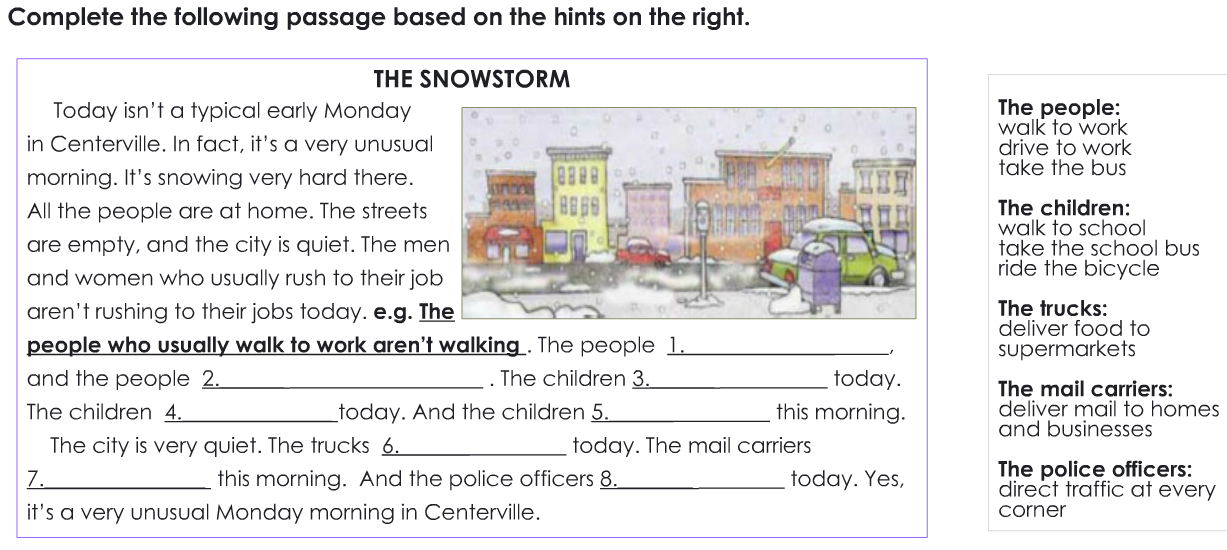 Complete the following passage based on the hints on the right.
THE SNOWSTORM
Today isn't a typical early Monday
in Centerville. In fact, it's a very unusual
morning. It's snowing very hard there.
All the people are at home. The streets
are empty, and the city is quiet. The men
and women who usually rush to their job
aren't rushing to their jobs today. e.g. The
people who usually walk to work aren't walking . The people 1.____________________,
and the people 2.______________________ . The children 3.________________ today.
The children 4.______________today. And the children 5.________________ this morning.
The city is very quiet. The trucks 6.________________ today. The mail carriers
7.________________ this morning. And the police officers 8.________________ today. Yes,
it's a very unusual Monday morning in Centerville.
The people:
walk to work
drive to work
take the bus
The children:
walk to school
take the school bus
ride the bicycle
The trucks:
deliver food to
supermarkets
The mail carriers:
deliver mail to homes
and businesses
The police officers:
direct traffic at every
corner